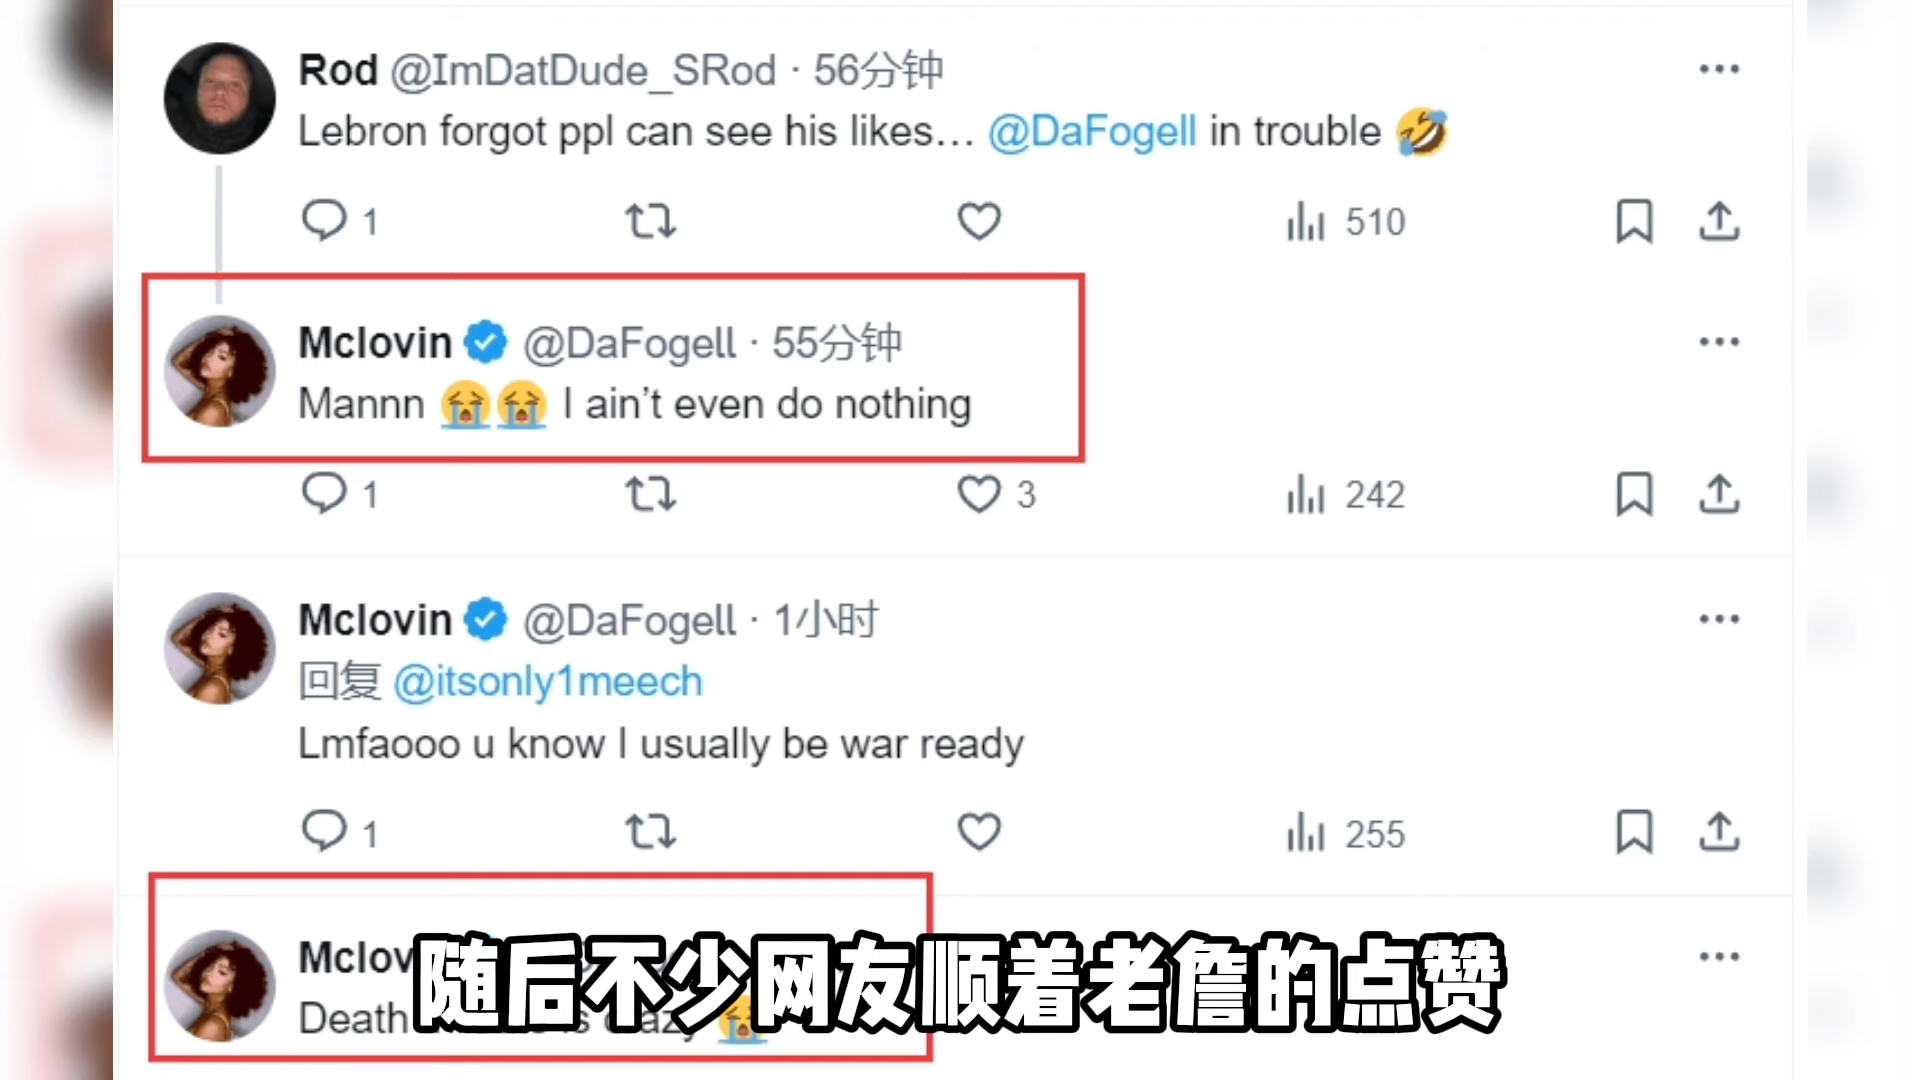 Rod @ImDatDude_SRod · 56分钟
Lebron forgot ppl can see his likes... @DaFogell in trouble 🤣
1 510
Mclovin @DaFogell · 55分钟
Mannn 😭😭 I ain't even do nothing
1 3 242
Mclovin @DaFogell · 1小时
回复 @itsonly1meech
Lmfaooo u know I usually be war ready
1 255
Death 😭
随后不少网友顺着老詹的点赞